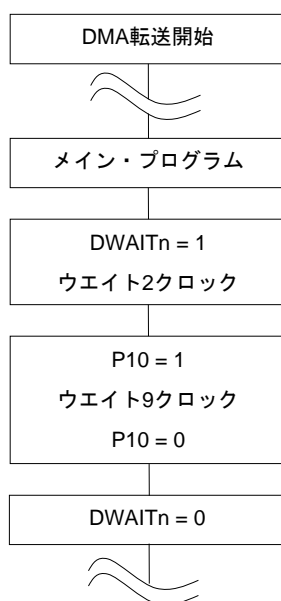 DMA転送開始
メイン・プログラム
DWAITn = 1
ウエイト2クロック
P10 = 1
ウエイト9クロック
P10 = 0
DWAITn = 0